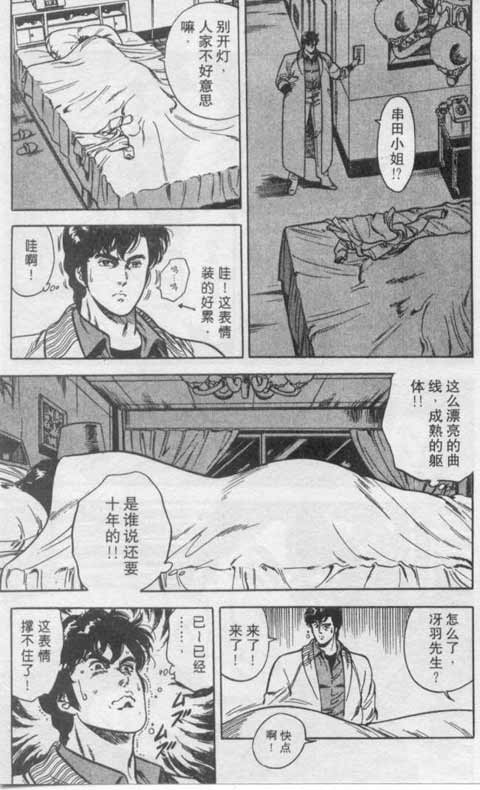 串田小姐!?
别开灯，
人家不好意思
嘛．
哇！这表情
装的好累．
呜…呜
哇啊！
这么漂亮的曲
线，成熟的躯
体!!
是谁说还要
十年的!!
怎么了，
冴羽先生？
来了！
来了！
快点
啊！
已～已经
………
这表情
撑不住了！